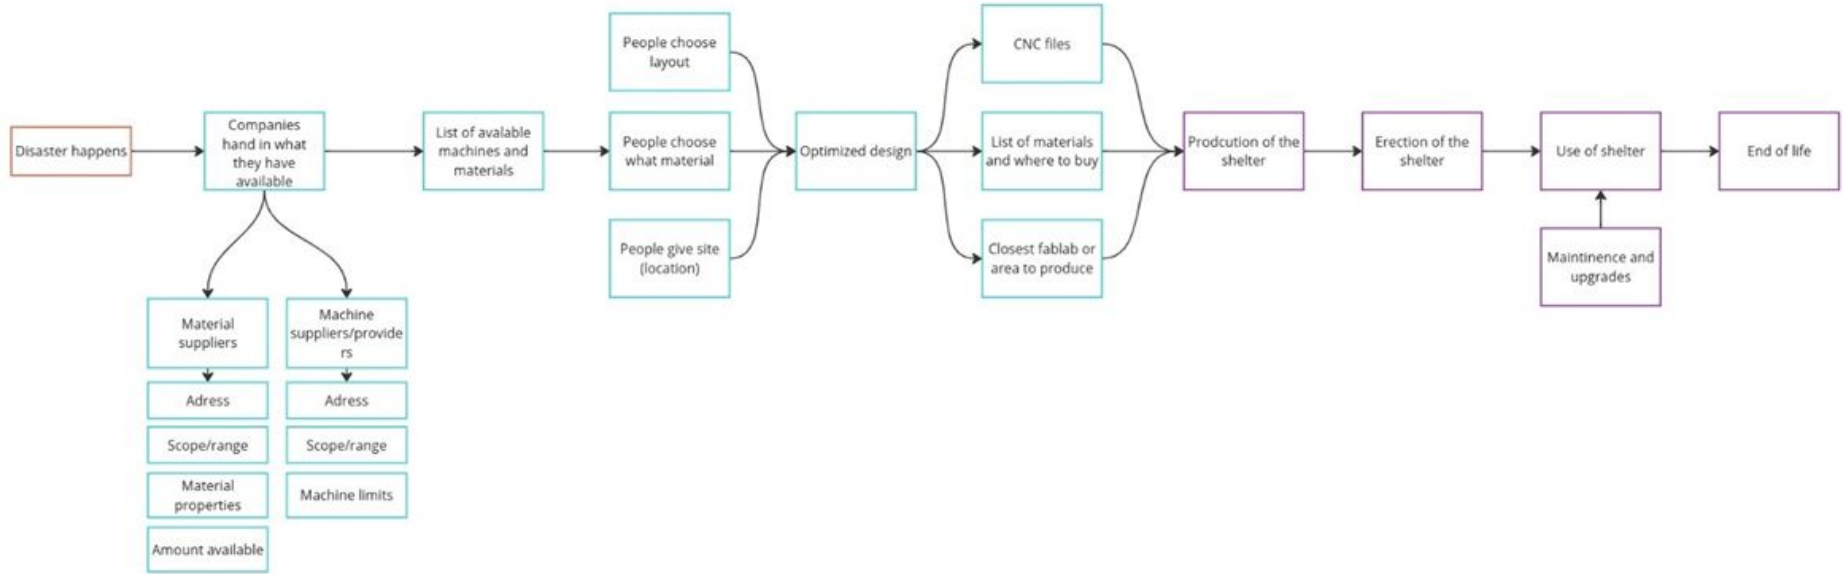 Disaster happens
Companies
hand in what
they have
available
List of avalable
machines and
materials
People choose
layout
People choose
what material
People give site
(location)
Optimized design
CNC files
List of materials
and where to buy
Closest fablab or
area to produce
Prodcution of the
shelter
Erection of the
shelter
Use of shelter
End of life
Maintinence and
upgrades
Material
suppliers
Adress
Scope/range
Material
properties
Amount available
Machine
suppliers/provide
rs
Adress
Scope/range
Machine limits